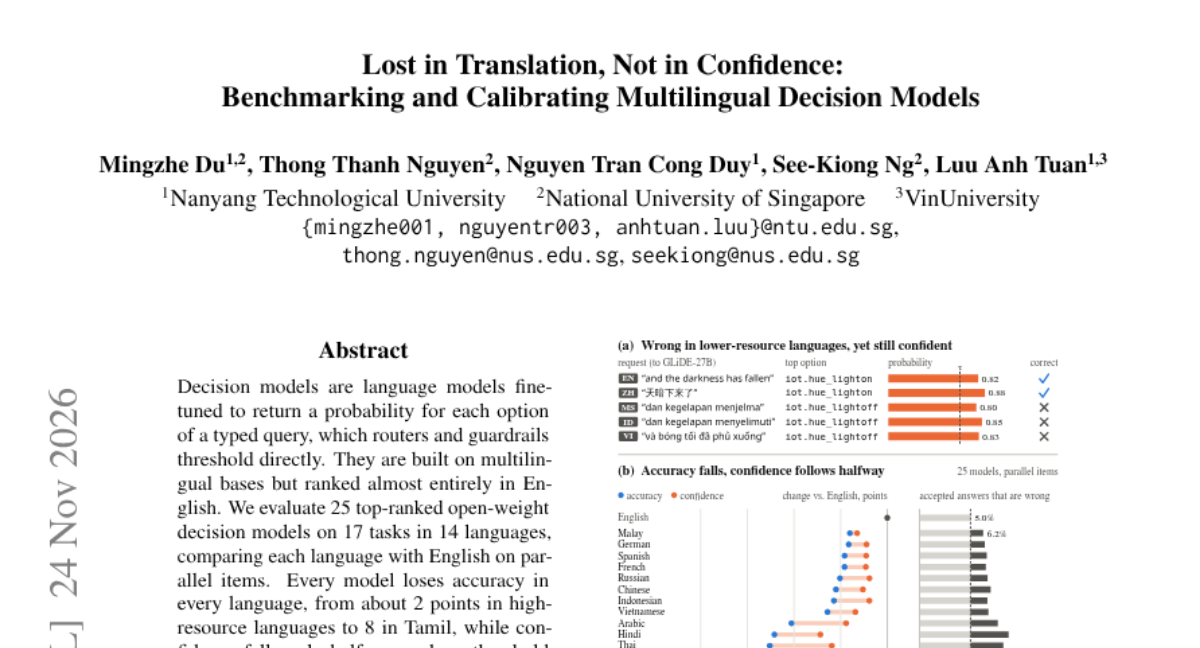 Lost in Translation, Not in Confidence:
Benchmarking and Calibrating Multilingual Decision Models
Mingzhe Du1,2, Thong Thanh Nguyen2, Nguyen Tran Cong Duy1, See-Kiong Ng2, Luu Anh Tuan1,3
1Nanyang Technological University 2National University of Singapore 3VinUniversity
{mingzhe001, nguyentr003, anhtuan.luu}@ntu.edu.sg,
thong.nguyen@nus.edu.sg, seekiong@nus.edu.sg
L] 24 Nov 2026
Abstract
Decision models are language models fine-
tuned to return a probability for each option
of a typed query, which routers and guardrails
threshold directly. They are built on multilin-
gual bases but ranked almost entirely in En-
glish. We evaluate 25 top-ranked open-weight
decision models on 17 tasks in 14 languages,
comparing each language with English on par-
allel items. Every model loses accuracy in
every language, from about 2 points in high-
resource languages to 8 in Tamil, while con-
(a) Wrong in lower-resource languages, yet still confident
request (to GLiDE-27B) top option probability correct
EN "and the darkness has fallen" iot.hue_lighton 0.82
ZH "天暗下来了" iot.hue_lighton 0.88
MS "dan kegelapan menjelma" iot.hue_lightoff 0.80
ID "dan kegelapan menyelimuti" iot.hue_lightoff 0.85
VI "và bóng tối đã phủ xuống" iot.hue_lightoff 0.83
(b) Accuracy falls, confidence follows halfway 25 models, parallel items
accuracy confidence change vs. English, points accepted answers that are wrong
English 5.0%
Malay 6.2%
German
Spanish
French
Russian
Chinese
Indonesian
Vietnamese
Arabic
Hindi
Thai